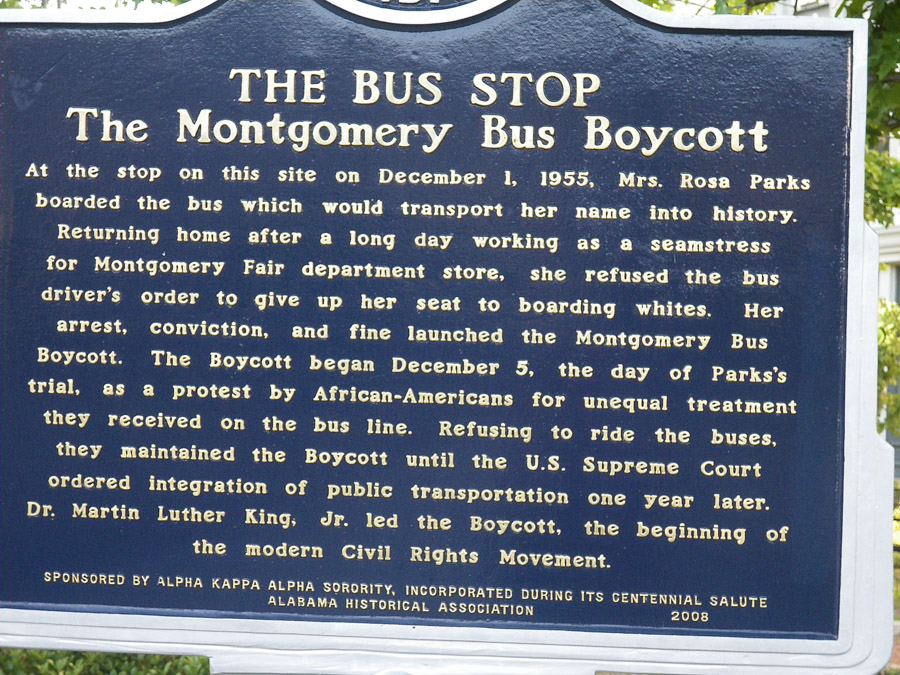 THE BUS STOP
The Montgomery Bus Boycott
At the stop on this site on December 1, 1955, Mrs. Rosa Parks
boarded the bus which would transport her name into history.
Returning home after a long day working as a seamstress
for Montgomery Fair department store, she refused the bus
driver's order to give up her seat to boarding whites. Her
arrest, conviction, and fine launched the Montgomery Bus
Boycott. The Boycott began December 5, the day of Parks's
trial, as a protest by African-Americans for unequal treatment
they received on the bus line. Refusing to ride the buses,
they maintained the Boycott until the U.S. Supreme Court
ordered integration of public transportation one year later.
Dr. Martin Luther King, Jr. led the Boycott, the beginning of
the modern Civil Rights Movement.
SPONSORED BY ALPHA KAPPA ALPHA SORORITY, INCORPORATED DURING ITS CENTENNIAL SALUTE
ALABAMA HISTORICAL ASSOCIATION 2008